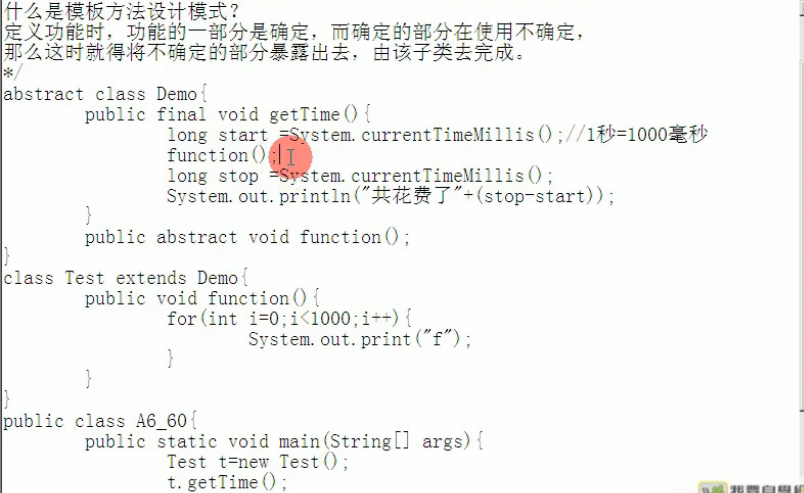 什么是模板方法设计模式?
定义功能时，功能的一部分是确定，而确定的部分在使用不确定，
那么这时就得将不确定的部分暴露出去，由该子类去完成。
*/
abstract class Demo{
public final void getTime(){
long start =System.currentTimeMillis();//1秒=1000毫秒
function();
long stop =System.currentTimeMillis();
System.out.println("共花费了"+(stop-start));
}
public abstract void function();
}
class Test extends Demo{
public void function(){
for(int i=0;i<1000;i++){
System.out.print("f");
}
}
}
public class A6_60{
public static void main(String[] args){
Test t=new Test();
t.getTime();